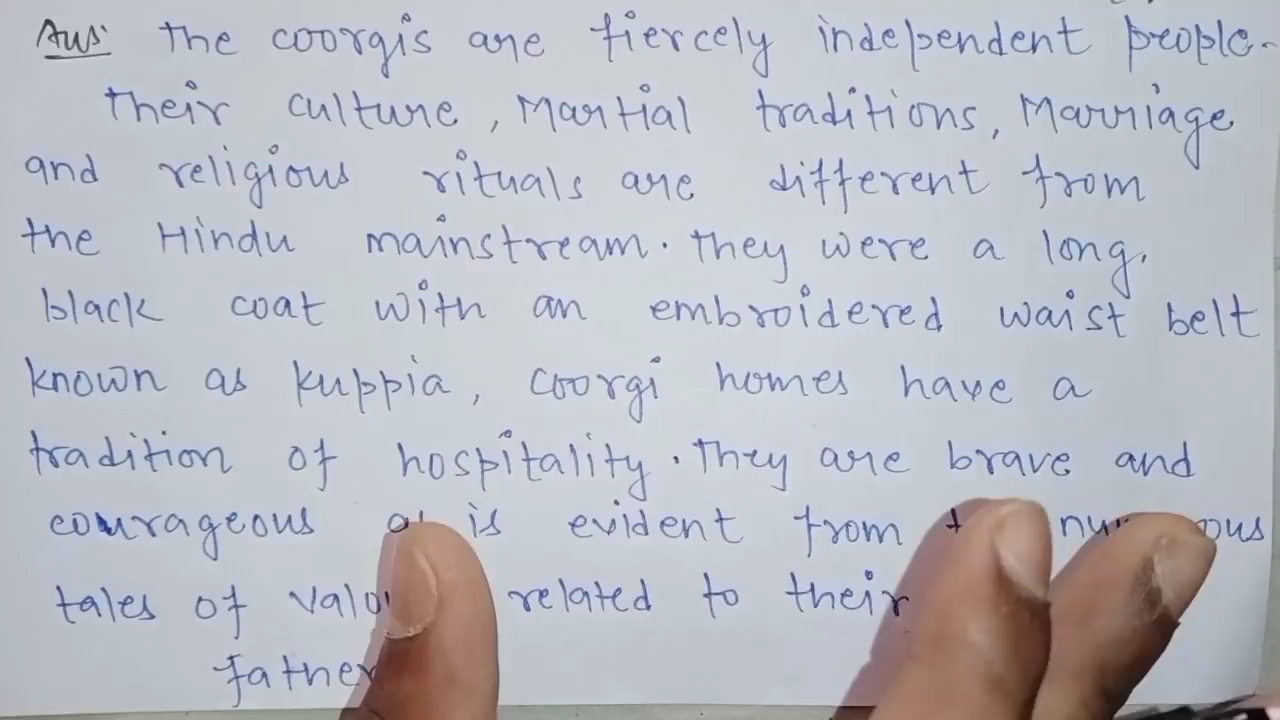 Ans: The coorgis are fiercely independent people.
Their culture, Martial traditions, Marriage
and religious rituals are different from
the Hindu mainstream. They were a long,
black coat with an embroidered waist belt
known as kuppia, coorgi homes have a
tradition of hospitality. They are brave and
courageous is evident from
tales of related to their
father